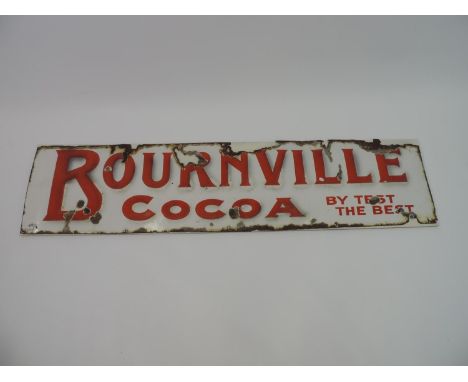 BOURNVILLE
COCOA
BY TEST
THE BEST